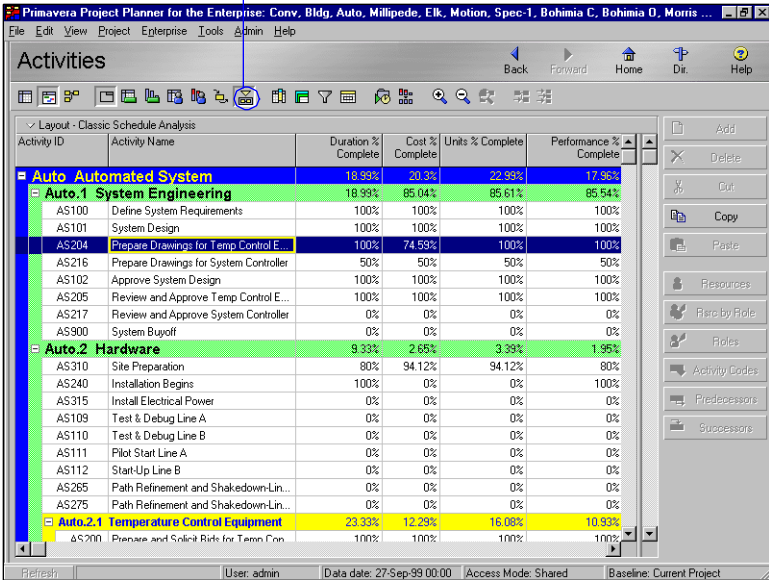 Primavera Project Planner for the Enterprise: Conv, Bldg, Auto, Millipede, Elk, Motion, Spec-1, Bohimia C, Bohimia O, Morris ...
File Edit View Project Enterprise Tools Admin Help
Activities Back Forward Home Dir. Help
Layout - Classic Schedule Analysis
Activity ID Activity Name Duration % Complete Cost % Complete Units % Complete Performance % Complete
Auto Automated System 18.99% 20.3% 22.99% 17.96%
Auto.1 System Engineering 18.99% 85.04% 85.61% 85.54%
AS100 Define System Requirements 100% 100% 100% 100%
AS101 System Design 100% 100% 100% 100%
AS204 Prepare Drawings for Temp Control E... 100% 74.59% 100% 100%
AS216 Prepare Drawings for System Controller 50% 50% 50% 50%
AS102 Approve System Design 100% 100% 100% 100%
AS205 Review and Approve Temp Control E... 100% 100% 100% 100%
AS217 Review and Approve System Controller 0% 0% 0% 0%
AS900 System Buyoff 0% 0% 0% 0%
Auto.2 Hardware 9.33% 2.65% 3.39% 1.95%
AS310 Site Preparation 80% 94.12% 94.12% 80%
AS240 Installation Begins 100% 0% 0% 100%
AS315 Install Electrical Power 0% 0% 0% 0%
AS109 Test & Debug Line A 0% 0% 0% 0%
AS110 Test & Debug Line B 0% 0% 0% 0%
AS111 Pilot Start Line A 0% 0% 0% 0%
AS112 Start-Up Line B 0% 0% 0% 0%
AS265 Path Refinement and Shakedown-Lin... 0% 0% 0% 0%
AS275 Path Refinement and Shakedown-Lin... 0% 0% 0% 0%
Auto.2.1 Temperature Control Equipment 23.33% 12.29% 16.08% 10.93%
AS200 Prepare and Solicit Bids for Temp Con 100% 100% 100% 100%
Add
Delete
Cut
Copy
Paste
Resources
Rsrc by Role
Roles
Activity Codes
Predecessors
Successors
Refresh User: admin Data date: 27-Sep-99 00:00 Access Mode: Shared Baseline: Current Project